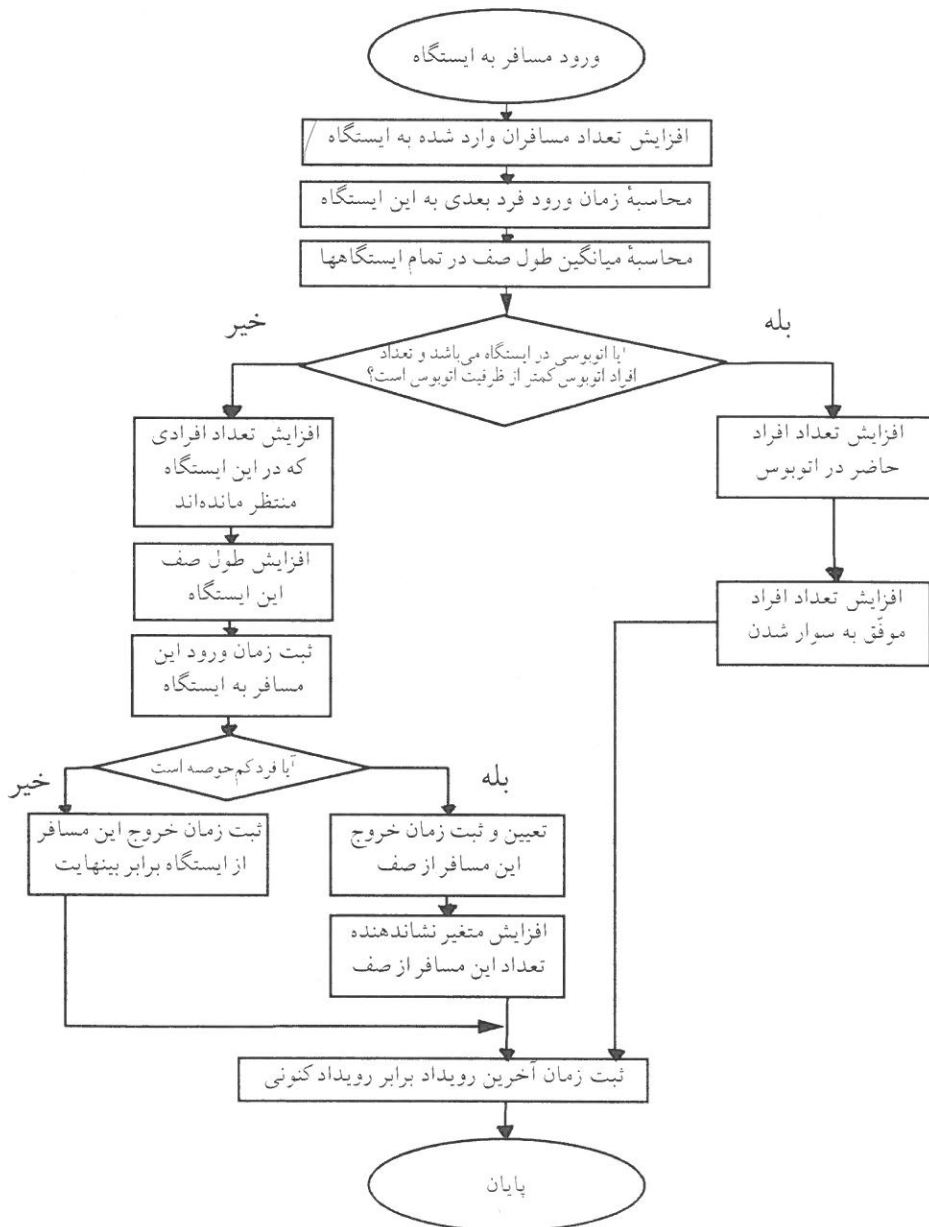 ورود مسافر به ایستگاه
افزایش تعداد مسافران وارد شده به ایستگاه
محاسبهٔ زمان ورود فرد بعدی به این ایستگاه
محاسبهٔ میانگین طول صف در تمام ایستگاهها
بله
خیر
آیا اتوبوسی در ایستگاه می‌باشد و تعداد
افراد اتوبوس کمتر از ظرفیت اتوبوس است؟
افزایش تعداد افراد
حاضر در اتوبوس
افزایش تعداد افراد
موفّق به سوار شدن
افزایش تعداد افرادی
که در این ایستگاه
منتظر مانده‌اند
افزایش طول صف
این ایستگاه
ثبت زمان ورود این
مسافر به ایستگاه
آیا فرد کم‌حوصه است
بله
خیر
تعیین و ثبت زمان خروج
این مسافر از صف
افزایش متغیر نشاندهنده
تعداد این مسافر از صف
ثبت زمان خروج این مسافر
از ایستگاه برابر بینهایت
ثبت زمان آخرین رویداد برابر رویداد کنونی
پایان